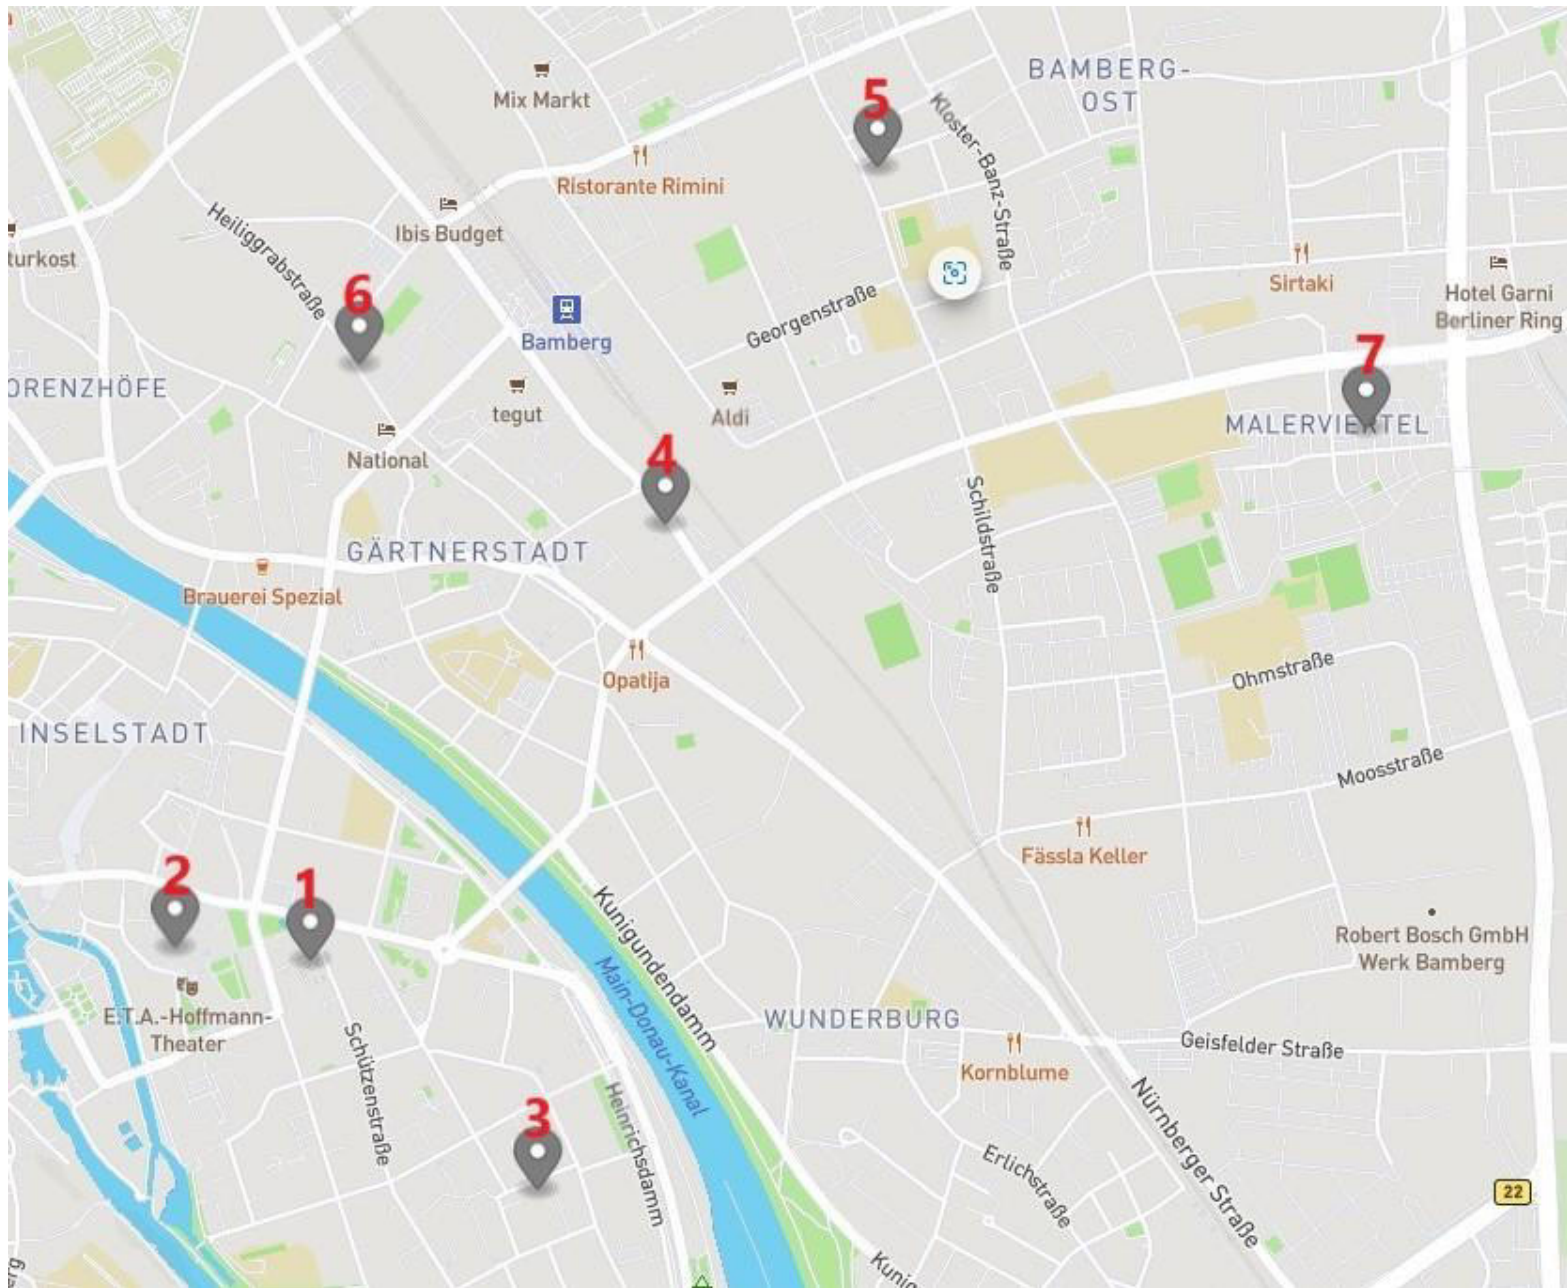 BAMBERG-
OST
5
Mix Markt
Kloster-Banz-Straße
Ristorante Rimini
Heiliggrabstraße
Ibis Budget
turkost
Sirtaki
Hotel Garni
Berliner Ring
6
Georgenstraße
Bamberg
7
ORENZHÖFE
tegut
Aldi
MALERVIERTEL
National
4
Schildstraße
GÄRTNERSTADT
Brauerei Spezial
Opatija
Ohmstraße
INSELSTADT
Moosstraße
Fässla Keller
2
1
Kunigundendamm
Robert Bosch GmbH
Werk Bamberg
Main-Donau-Kanal
E.T.A.-Hoffmann-
Theater
WUNDERBURG
Schützenstraße
Geisfelder Straße
Kornblume
3
Heinrichsdamm
Nürnberger Straße
Erlichstraße
22
Kunig
erg